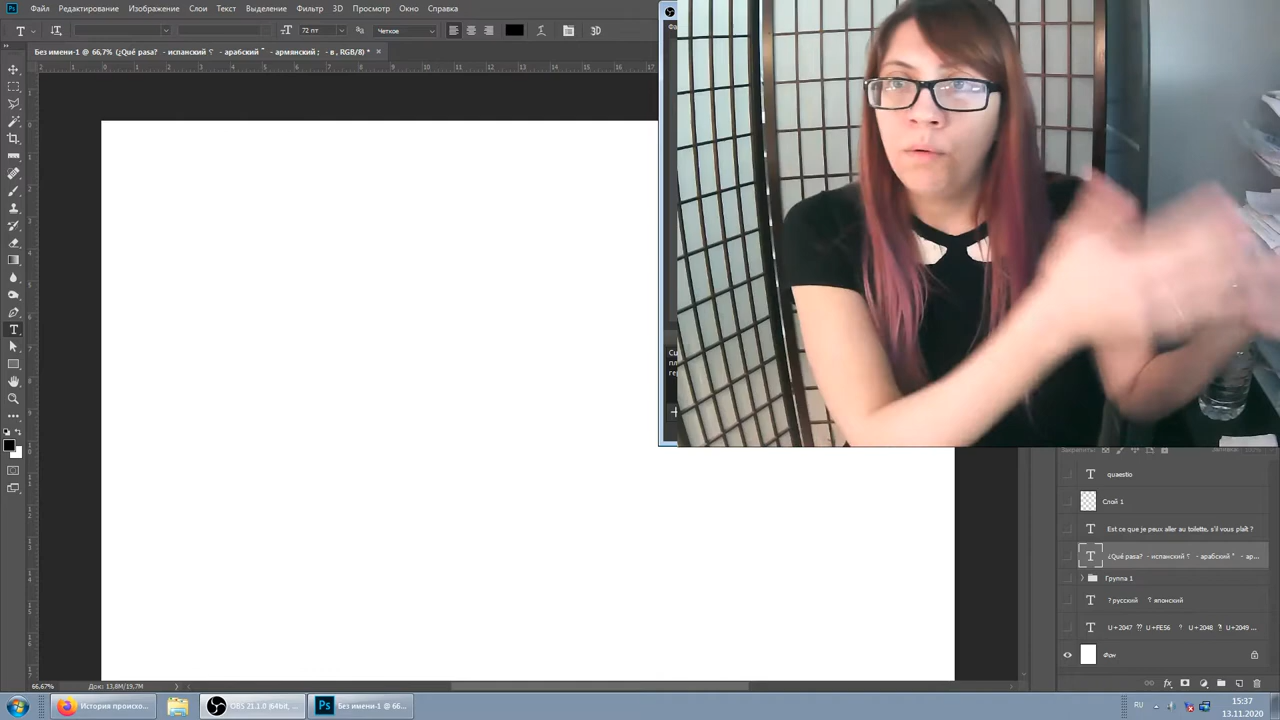 Файл Редактирование Изображение Слои Текст Выделение Фильтр 3D Просмотр Окно Справка
72 пт
Четкое
3D
Без имени-1 @ 66,7% (¿Qué pasa? - испанский ؟ - арабский ՞ - армянский ; - в , RGB/8) *
quaestio
Слой 1
Est ce que je peux aller au toilette, s'il vous plaît ?
¿Qué pasa? - испанский ؟ - арабский ՞ - ар...
Группа 1
? русский ？ японский
U+2047 ⁇ U+FE56 ﹖ U+2048 ⁈ U+2049 ...
Фон
66,67% Док: 13,8M/19,7M
История происхо...
OBS 21.1.0 (64bit, ...
Без имени-1 @ 66...
RU
15:37
13.11.2020